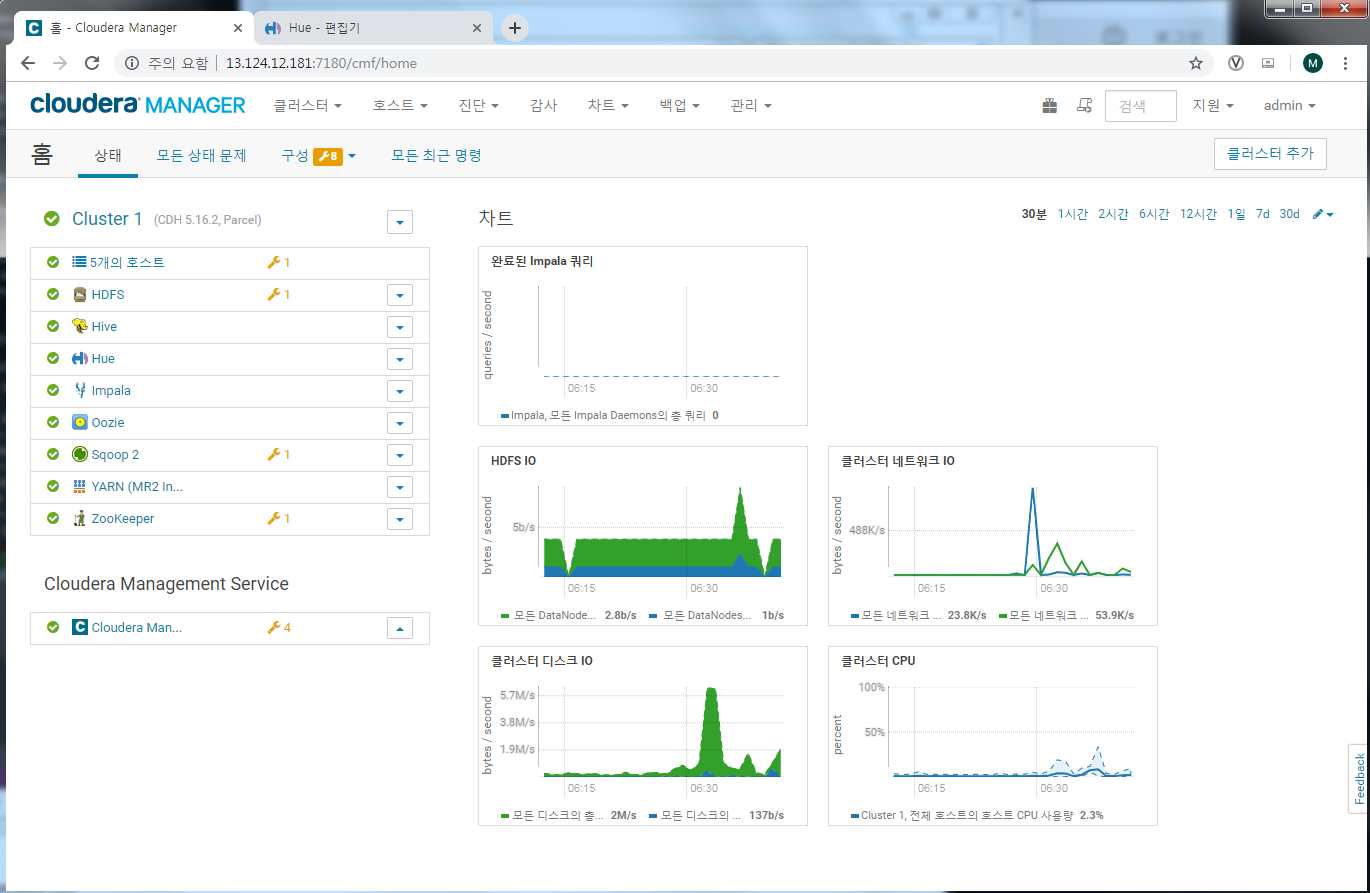 홈 - Cloudera Manager
Hue - 편집기
주의 요함 | 13.124.12.181:7180/cmf/home
M
cloudera MANAGER 클러스터 호스트 진단 감사 차트 백업 관리 검색 지원 admin
홈 상태 모든 상태 문제 구성 8 모든 최근 명령 클러스터 추가
Cluster 1 (CDH 5.16.2, Parcel)
5개의 호스트 1
HDFS 1
Hive
Hue
Impala
Oozie
Sqoop 2 1
YARN (MR2 In...
ZooKeeper 1
Cloudera Management Service
Cloudera Man... 4
차트 30분 1시간 2시간 6시간 12시간 1일 7d 30d
완료된 Impala 쿼리
queries / second
06:15 06:30
Impala, 모든 Impala Daemons의 총 쿼리 0
HDFS IO
bytes / second
5b/s
06:15 06:30
모든 DataNode... 2.8b/s 모든 DataNodes... 1b/s
클러스터 네트워크 IO
bytes / second
488K/s
06:15 06:30
모든 네트워크 ... 23.8K/s 모든 네트워크 ... 53.9K/s
클러스터 디스크 IO
bytes / second
5.7M/s
3.8M/s
1.9M/s
06:15 06:30
모든 디스크의 총... 2M/s 모든 디스크의 ... 137b/s
클러스터 CPU
percent
100%
50%
06:15 06:30
Cluster 1, 전체 호스트의 호스트 CPU 사용량 2.3%
Feedback